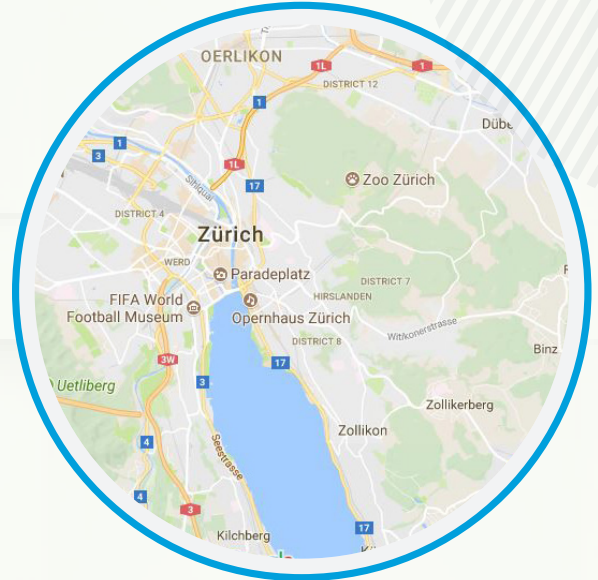 OERLIKON
1L
1
DISTRICT 12
1
1
3
Dübe
1L
17
Sihlquai
Zoo Zürich
DISTRICT 4
Zürich
WERD
Paradeplatz
DISTRICT 7
FIFA World
Football Museum
HIRSLANDEN
Opernhaus Zürich
Witikonerstrasse
DISTRICT 8
Binz
3W
17
3
Uetliberg
Zollikerberg
Zollikon
4
Seestrasse
4
3
17
Kilchberg